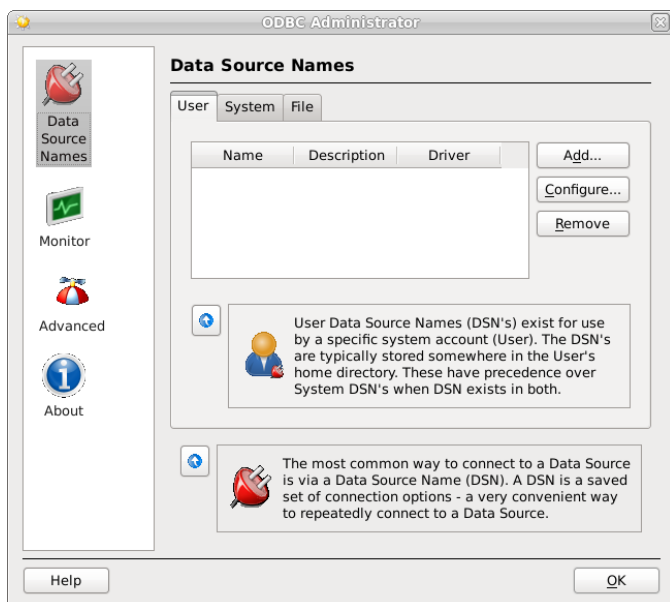 ODBC Administrator
Data
Source
Names
Monitor
Advanced
About
Data Source Names
User System File
Name Description Driver
Add...
Configure...
Remove
User Data Source Names (DSN's) exist for use
by a specific system account (User). The DSN's
are typically stored somewhere in the User's
home directory. These have precedence over
System DSN's when DSN exists in both.
The most common way to connect to a Data Source
is via a Data Source Name (DSN). A DSN is a saved
set of connection options - a very convenient way
to repeatedly connect to a Data Source.
Help
OK